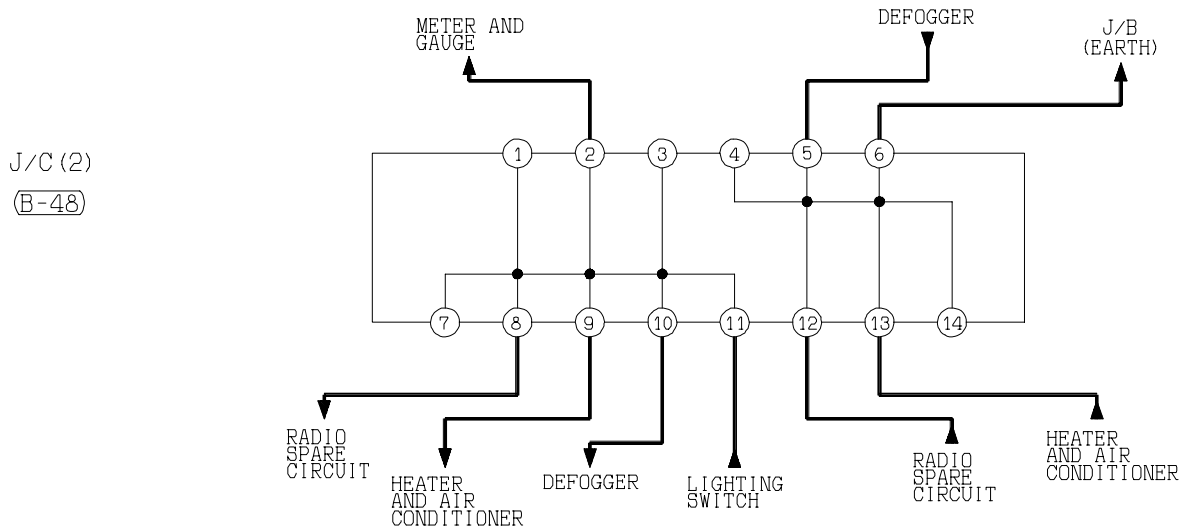 METER AND
GAUGE
DEFOGGER
J/B
(EARTH)
J/C(2)
B-48
1 2 3 4 5 6
7 8 9 10 11 12 13 14
RADIO
SPARE
CIRCUIT
HEATER
AND AIR
CONDITIONER
DEFOGGER
LIGHTING
SWITCH
RADIO
SPARE
CIRCUIT
HEATER
AND AIR
CONDITIONER